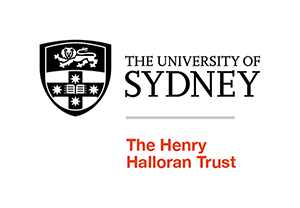 THE UNIVERSITY OF
SYDNEY
The Henry
Halloran Trust